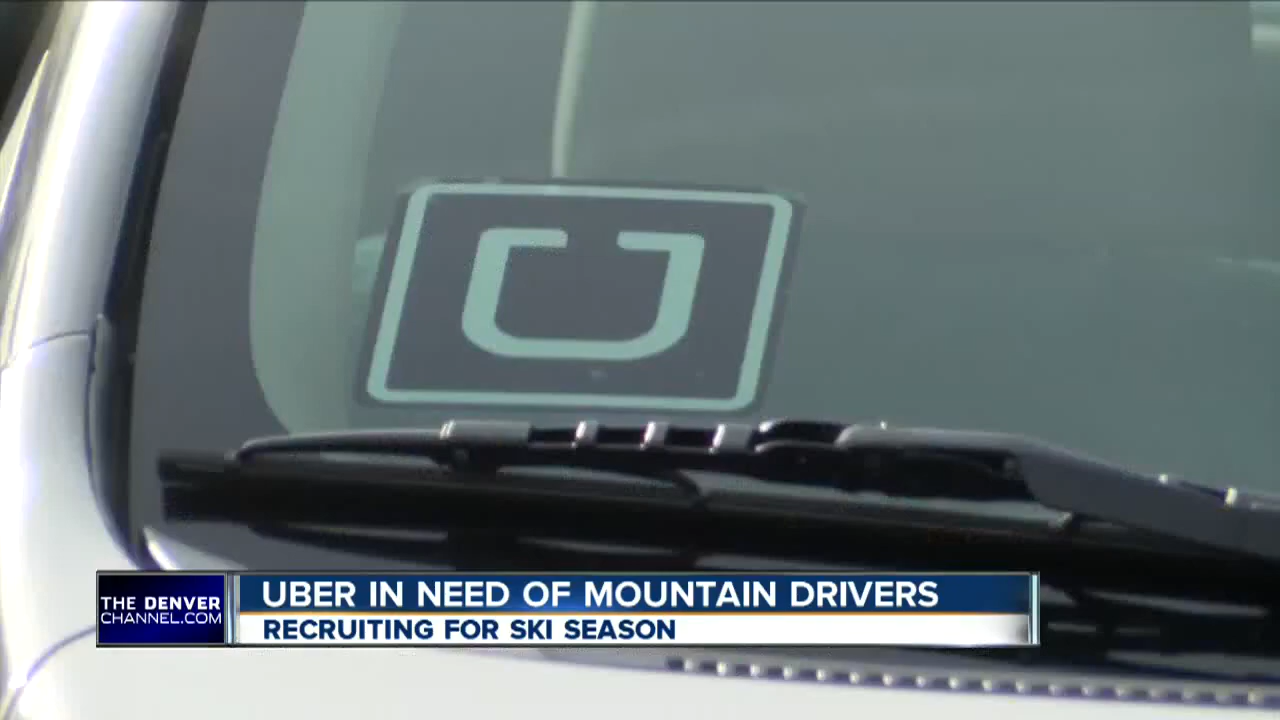 U
THE DENVER
CHANNEL.COM
UBER IN NEED OF MOUNTAIN DRIVERS
RECRUITING FOR SKI SEASON